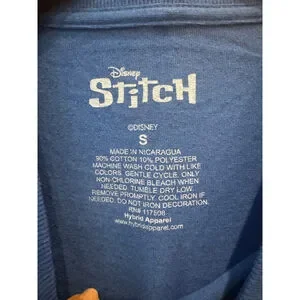 Disney
STiTCH
©DISNEY
S
MADE IN NICARAGUA
90% COTTON 10% POLYESTER
MACHINE WASH COLD WITH LIKE
COLORS. GENTLE CYCLE. ONLY
NON-CHLORINE BLEACH WHEN
NEEDED. TUMBLE DRY LOW.
REMOVE PROMPTLY. COOL IRON IF
NEEDED. DO NOT IRON DECORATION.
RN# 117508
Hybrid Apparel
www.hybridapparel.com